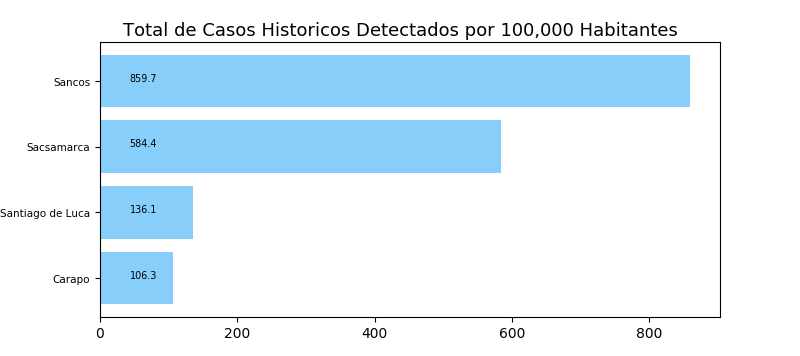 Total de Casos Historicos Detectados por 100,000 Habitantes
Sancos
859.7
Sacsamarca
584.4
Santiago de Luca
136.1
Carapo
106.3
0 200 400 600 800